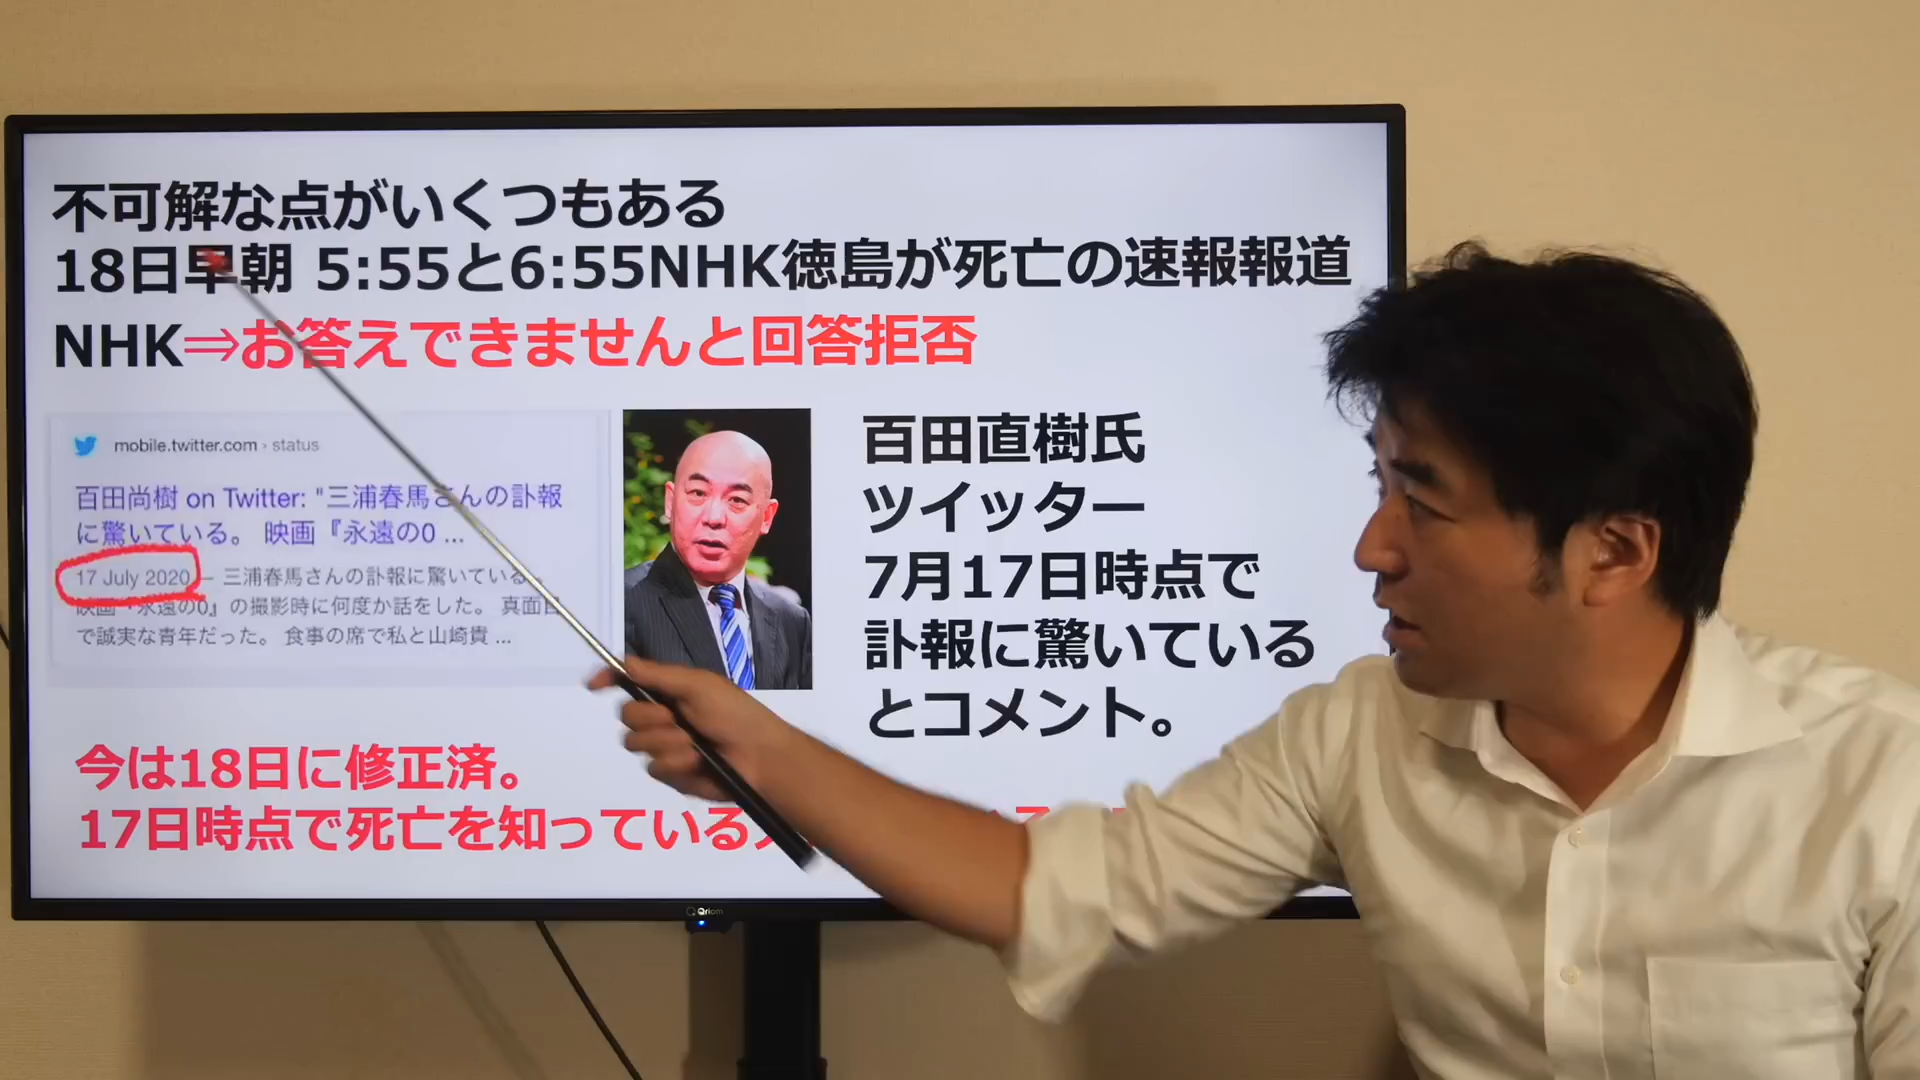 不可解な点がいくつもある
18日早朝 5:55と6:55NHK徳島が死亡の速報報道
NHK⇒お答えできませんと回答拒否
mobile.twitter.com › status
百田尚樹 on Twitter: "三浦春馬さんの訃報
に驚いている。 映画『永遠の0 ...
17 July 2020 — 三浦春馬さんの訃報に驚いている。
映画『永遠の0』の撮影時に何度か話をした。 真面目
で誠実な青年だった。 食事の席で私と山崎貴 ...
百田直樹氏
ツイッター
7月17日時点で
訃報に驚いている
とコメント。
今は18日に修正済。
17日時点で死亡を知っている
Qriom